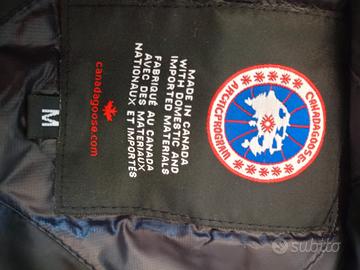 CANADA GOOSE
ARCTIC PROGRAM
MADE IN CANADA
WITH DOMESTIC AND
IMPORTED MATERIALS
FABRIQUÉ AU CANADA
AVEC DES MATÉRIAUX
NATIONAUX ET IMPORTÉS
canadagoose.com
M
subito